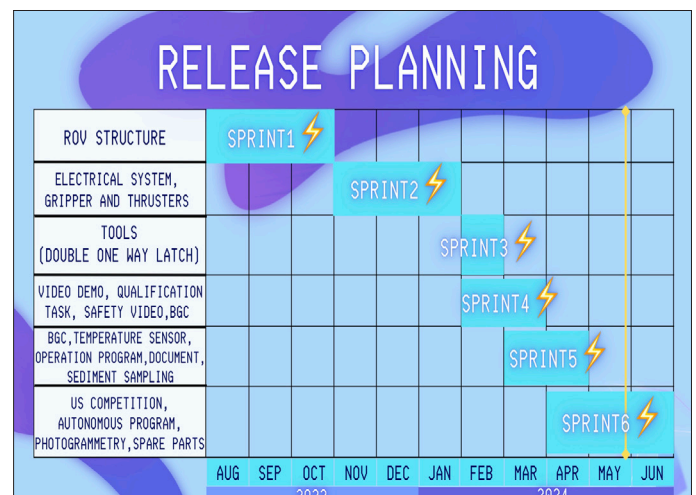 RELEASE PLANNING
ROV STRUCTURE
SPRINT1
ELECTRICAL SYSTEM,
GRIPPER AND THRUSTERS
SPRINT2
TOOLS
(DOUBLE ONE WAY LATCH)
SPRINT3
VIDEO DEMO, QUALIFICATION
TASK, SAFETY VIDEO,BGC
SPRINT4
BGC,TEMPERATURE SENSOR,
OPERATION PROGRAM,DOCUMENT,
SEDIMENT SAMPLING
SPRINT5
US COMPETITION,
AUTONOMOUS PROGRAM,
PHOTOGRAMMETRY,SPARE PARTS
SPRINT6
AUG SEP OCT NOV DEC JAN FEB MAR APR MAY JUN
2023 2024